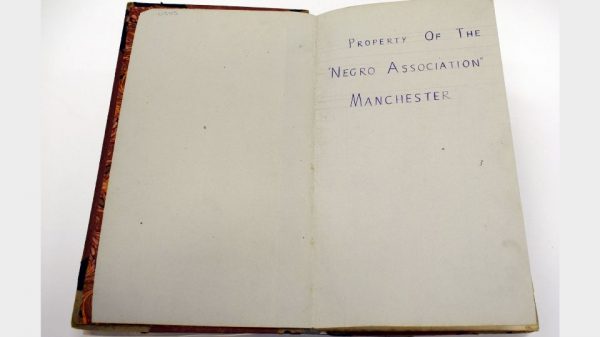 PROPERTY OF THE
"NEGRO ASSOCIATION"
MANCHESTER